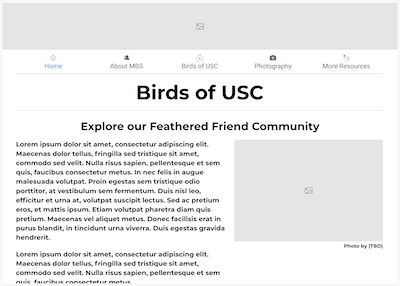 Home About MBS Birds of USC Photography More Resources
Birds of USC
Explore our Feathered Friend Community
Lorem ipsum dolor sit amet, consectetur adipiscing elit.
Maecenas dolor tellus, fringilla sed tristique sit amet,
commodo sed velit. Nulla risus sapien, pellentesque et sem
quis, faucibus consectetur metus. In nec felis in augue
malesuada volutpat. Proin egestas sem tristique odio
porttitor, at vestibulum sem fermentum. Duis nisl leo,
efficitur et urna at, volutpat suscipit lectus. Sed ac pretium
eros, et mattis ipsum. Etiam volutpat pharetra diam quis
pretium. Maecenas vel aliquet metus. Donec facilisis erat in
purus blandit, in tincidunt urna viverra. Duis egestas gravida
hendrerit.
Photo by (TBD)
Lorem ipsum dolor sit amet, consectetur adipiscing elit.
Maecenas dolor tellus, fringilla sed tristique sit amet,
commodo sed velit. Nulla risus sapien, pellentesque et sem
quis, faucibus consectetur metus. In nec felis in augue